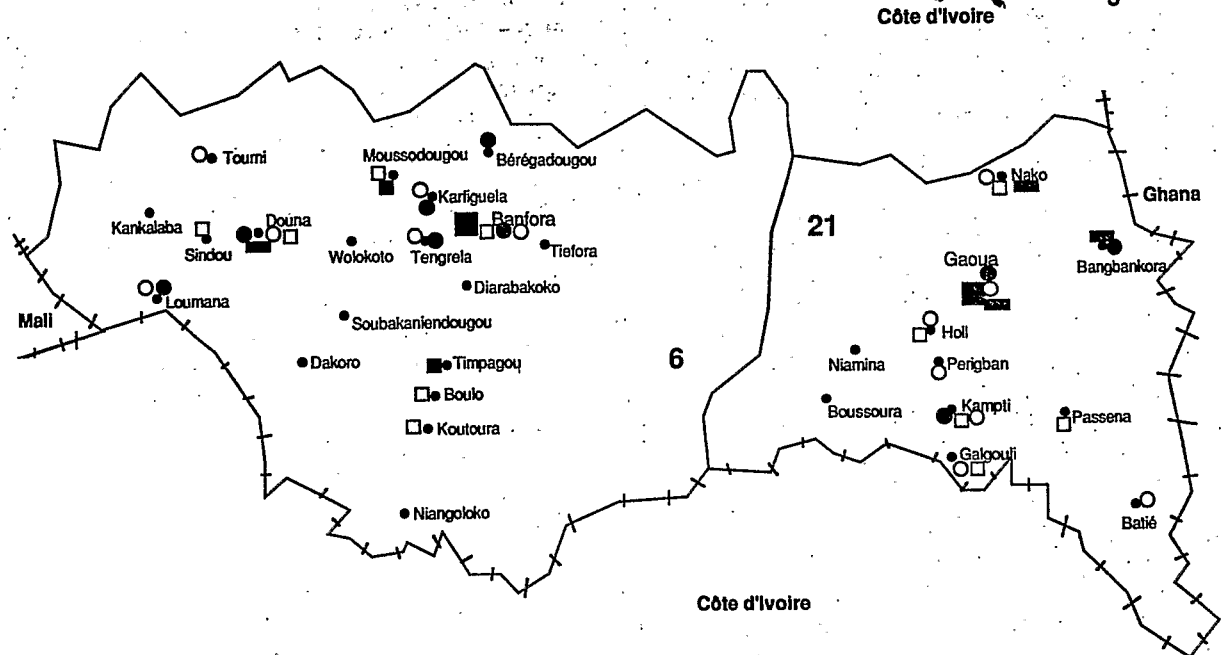 Côte d'Ivoire
Tourni
Moussodougou
Bérégadougou
Karfiguela
Nako
Ghana
Kankalaba
Douna
Banfora
21
Sindou
Wolokoto
Tengrela
Tiefora
Gaoua
Bangbankora
Loumana
Diarabakoko
Mali
Soubakaniendougou
Holi
Dakoro
Timpagou
6
Niamina
Perigban
Boulo
Boussoura
Kampti
Passena
Koutoura
Galgouli
Niangoloko
Batié
Côte d'Ivoire